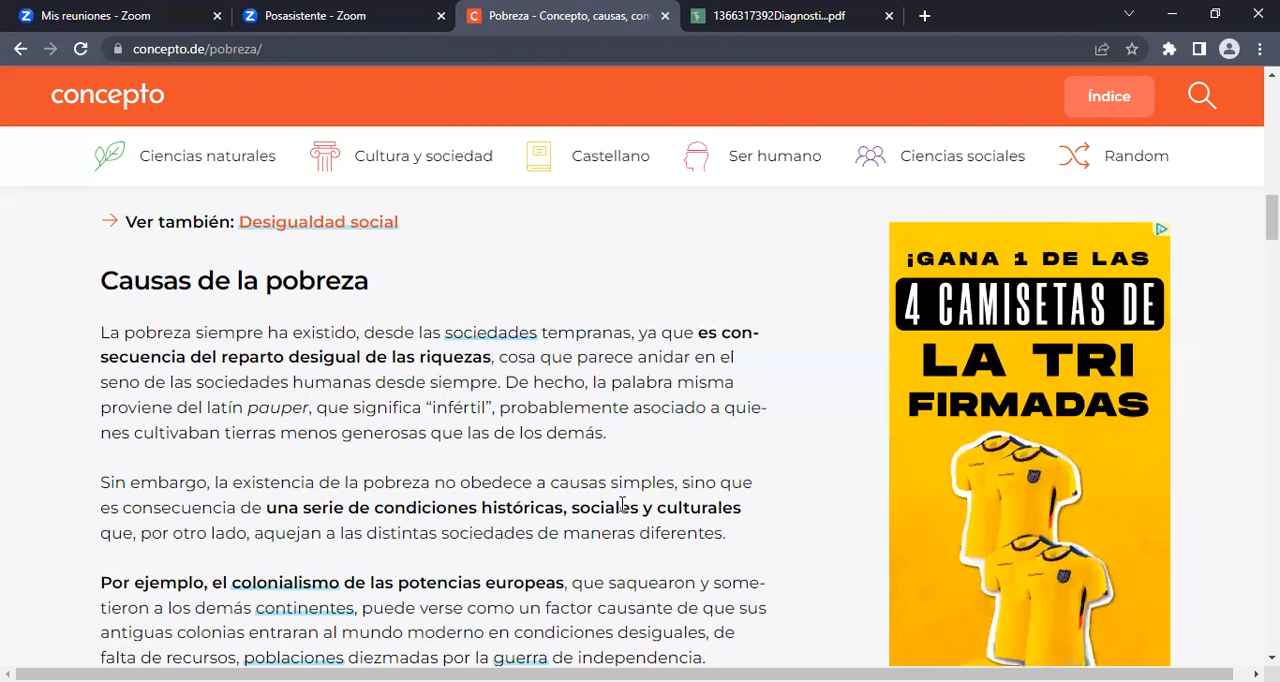 Mis reuniones - Zoom
Posasistente - Zoom
Pobreza - Concepto, causas, con
1366317392Diagnosti...pdf
concepto.de/pobreza/
concepto
Índice
Ciencias naturales
Cultura y sociedad
Castellano
Ser humano
Ciencias sociales
Random
Ver también: Desigualdad social
Causas de la pobreza
La pobreza siempre ha existido, desde las sociedades tempranas, ya que es con-
secuencia del reparto desigual de las riquezas, cosa que parece anidar en el
seno de las sociedades humanas desde siempre. De hecho, la palabra misma
proviene del latín pauper, que significa “infértil”, probablemente asociado a quie-
nes cultivaban tierras menos generosas que las de los demás.
Sin embargo, la existencia de la pobreza no obedece a causas simples, sino que
es consecuencia de una serie de condiciones históricas, sociales y culturales
que, por otro lado, aquejan a las distintas sociedades de maneras diferentes.
Por ejemplo, el colonialismo de las potencias europeas, que saquearon y some-
tieron a los demás continentes, puede verse como un factor causante de que sus
antiguas colonias entraran al mundo moderno en condiciones desiguales, de
falta de recursos, poblaciones diezmadas por la guerra de independencia.
¡GANA 1 DE LAS
4 CAMISETAS DE
LA TRI
FIRMADAS